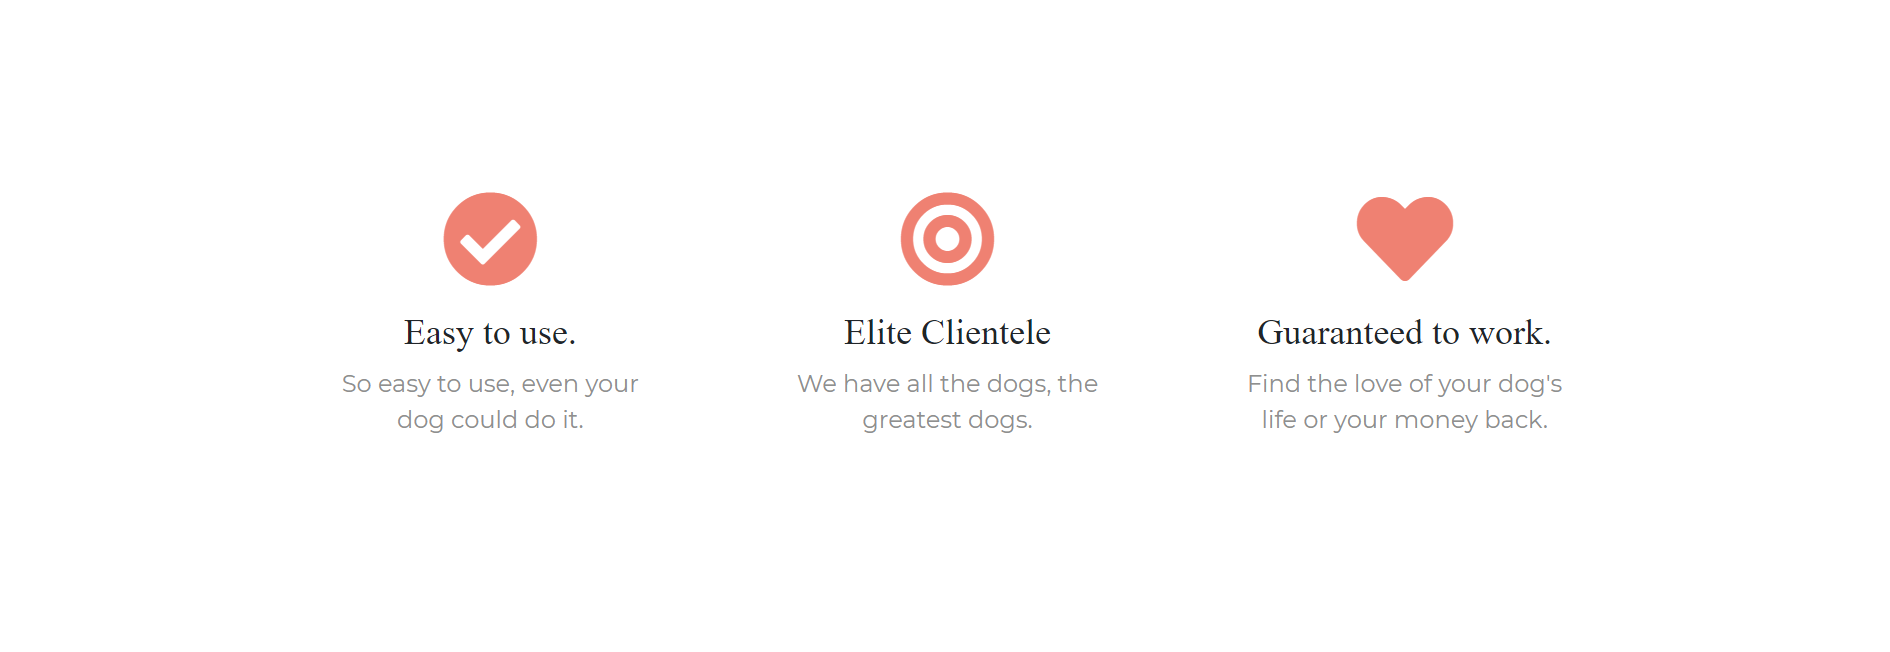 Easy to use.
So easy to use, even your
dog could do it.
Elite Clientele
We have all the dogs, the
greatest dogs.
Guaranteed to work.
Find the love of your dog's
life or your money back.